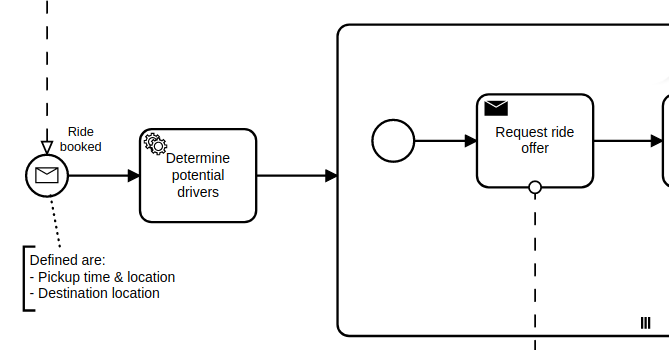 Ride
booked
Determine
potential
drivers
Request ride
offer
Defined are:
- Pickup time & location
- Destination location